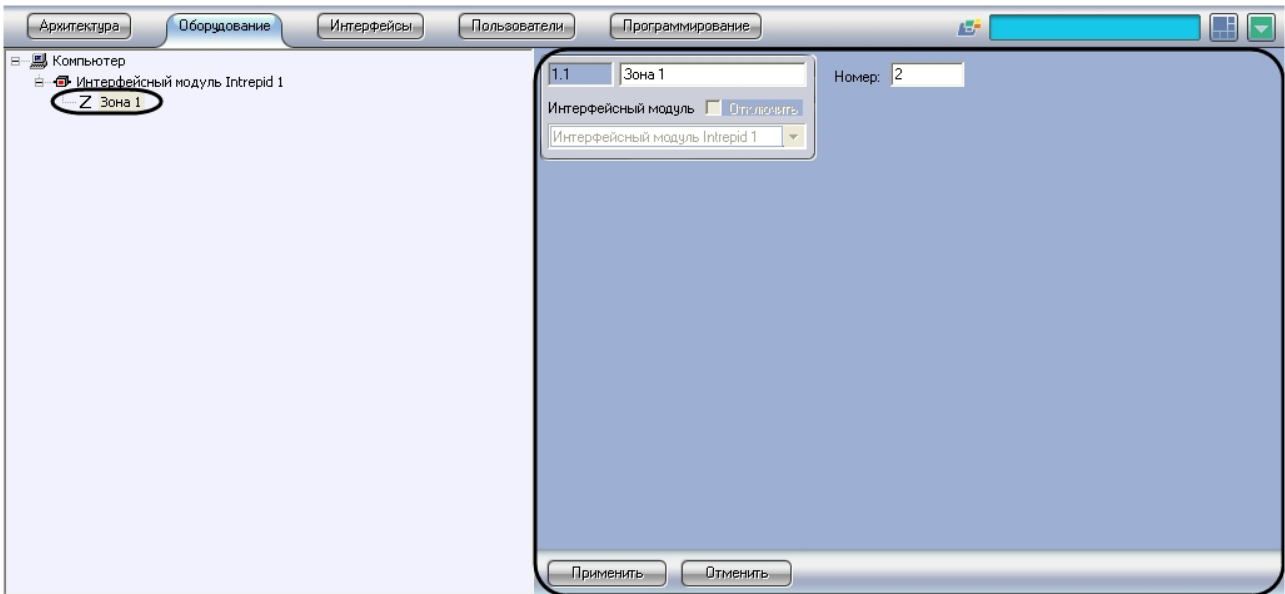 Архитектура Оборудование Интерфейсы Пользователи Программирование
Компьютер
Интерфейсный модуль Intrepid 1
Z Зона 1
1.1 Зона 1 Номер: 2
Интерфейсный модуль Отключить
Интерфейсный модуль Intrepid 1
Применить Отменить